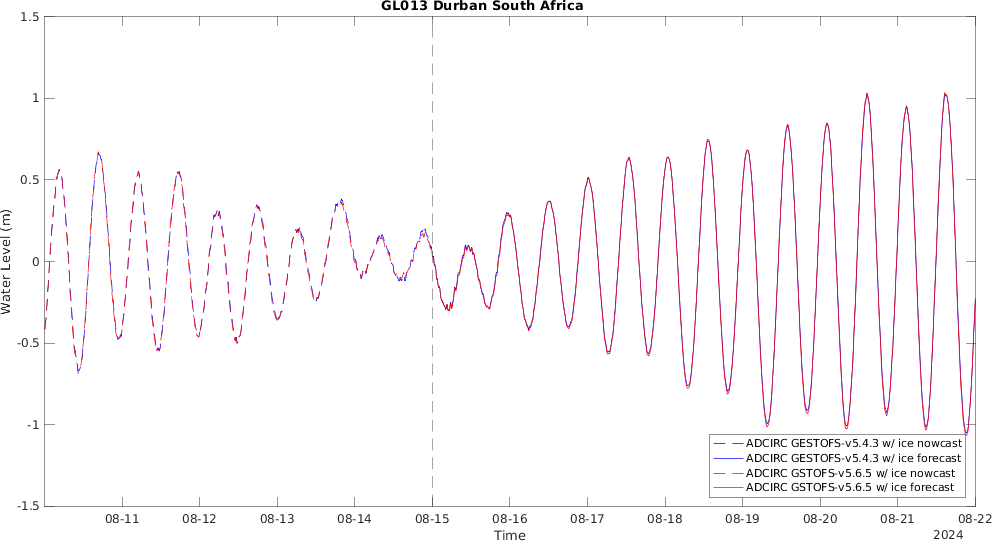 GL013 Durban South Africa
1.5
1
0.5
0
-0.5
-1
-1.5
Water Level (m)
ADCIRC GESTOFS-v5.4.3 w/ ice nowcast
ADCIRC GESTOFS-v5.4.3 w/ ice forecast
ADCIRC GSTOFS-v5.6.5 w/ ice nowcast
ADCIRC GSTOFS-v5.6.5 w/ ice forecast
08-11 08-12 08-13 08-14 08-15 08-16 08-17 08-18 08-19 08-20 08-21 08-22
Time
2024